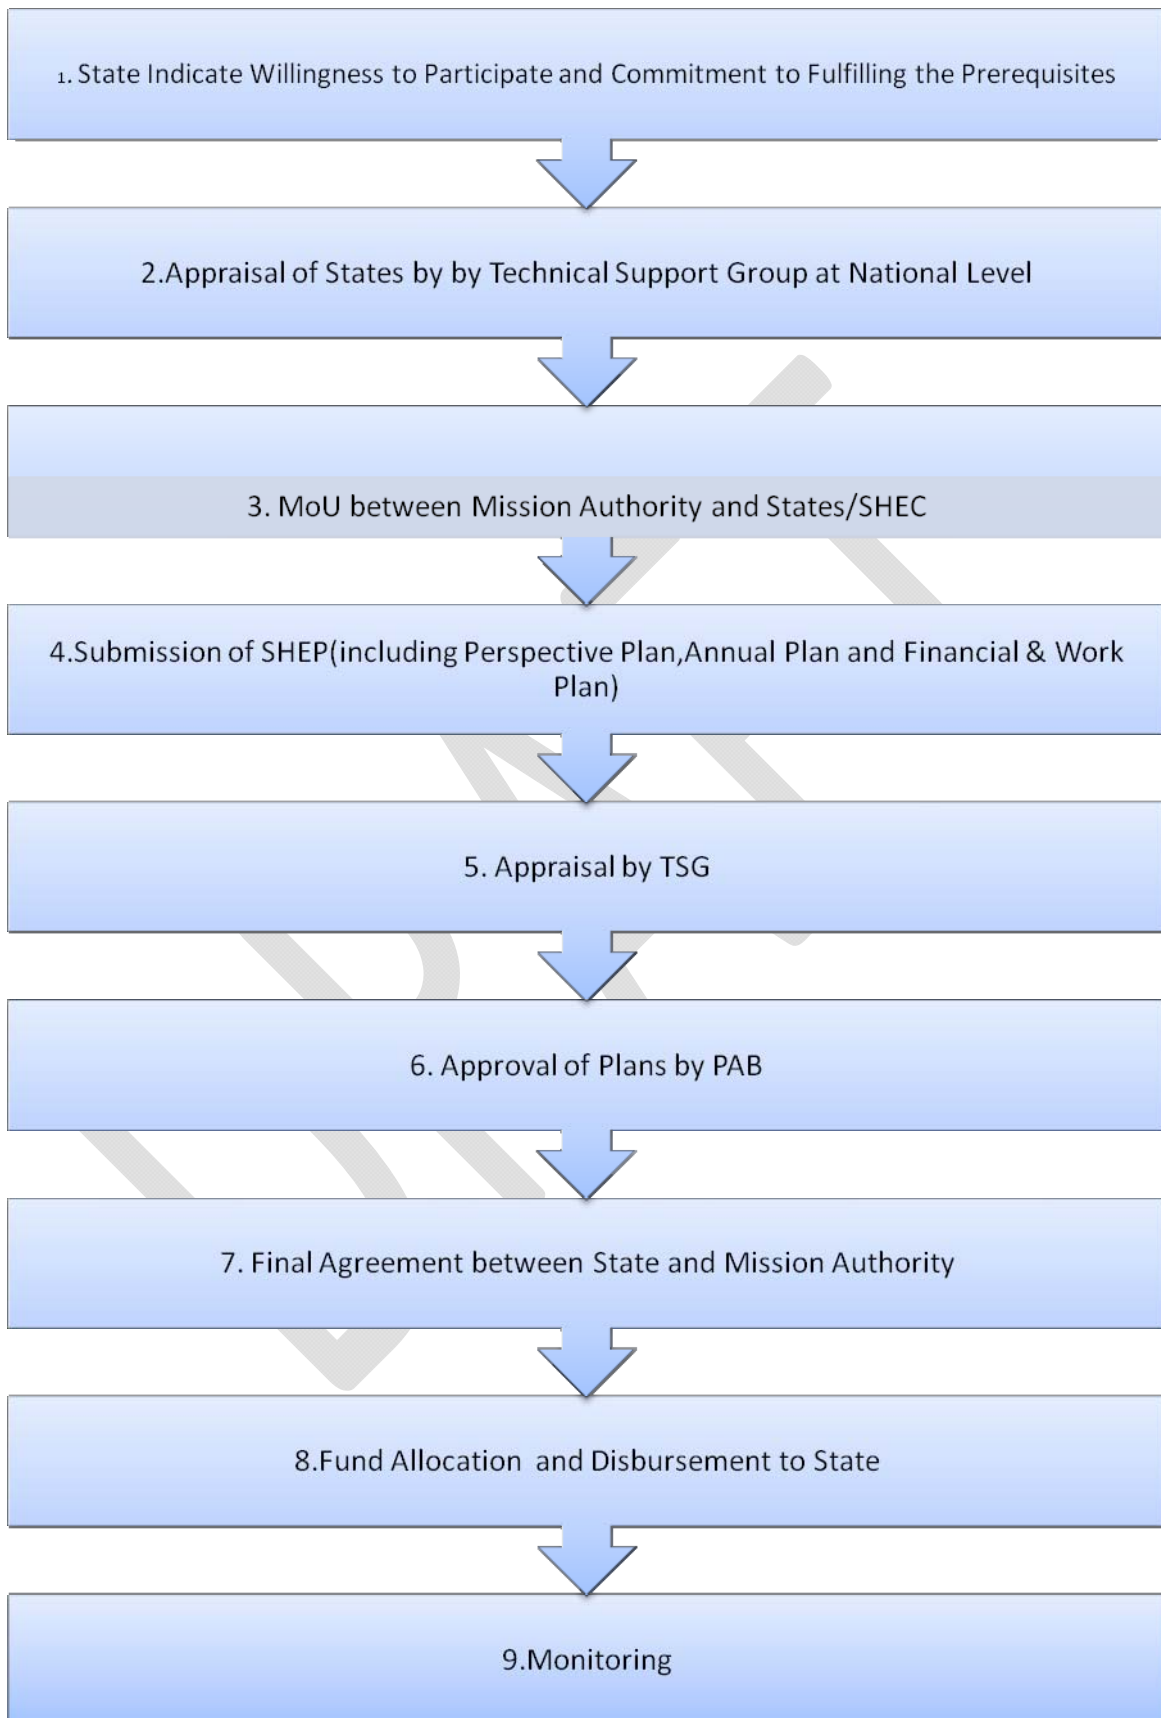 1. State Indicate Willingness to Participate and Commitment to Fulfilling the Prerequisites
2.Appraisal of States by by Technical Support Group at National Level
3. MoU between Mission Authority and States/SHEC
4.Submission of SHEP(including Perspective Plan,Annual Plan and Financial & Work
Plan)
5. Appraisal by TSG
6. Approval of Plans by PAB
7. Final Agreement between State and Mission Authority
8.Fund Allocation and Disbursement to State
9.Monitoring
DRAFT